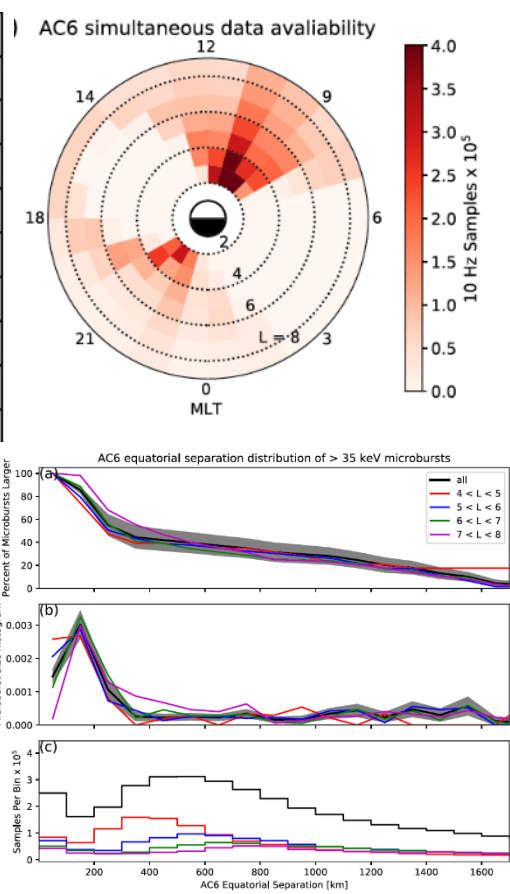 ) AC6 simultaneous data avaliability
12
14
9
18
6
2
4
6
L = 8
21
3
0
MLT
4.0
3.5
3.0
2.5
2.0
1.5
1.0
0.5
0.0
10 Hz Samples x 10⁵
AC6 equatorial separation distribution of > 35 keV microbursts
(a)
Percent of Microbursts Larger
100
80
60
40
20
0
all
4 < L < 5
5 < L < 6
6 < L < 7
7 < L < 8
(b)
0.003
0.002
0.001
0.000
(c)
Samples Per Bin x 10⁵
4
3
2
1
0
200
400
600
800
1000
1200
1400
1600
AC6 Equatorial Separation [km]